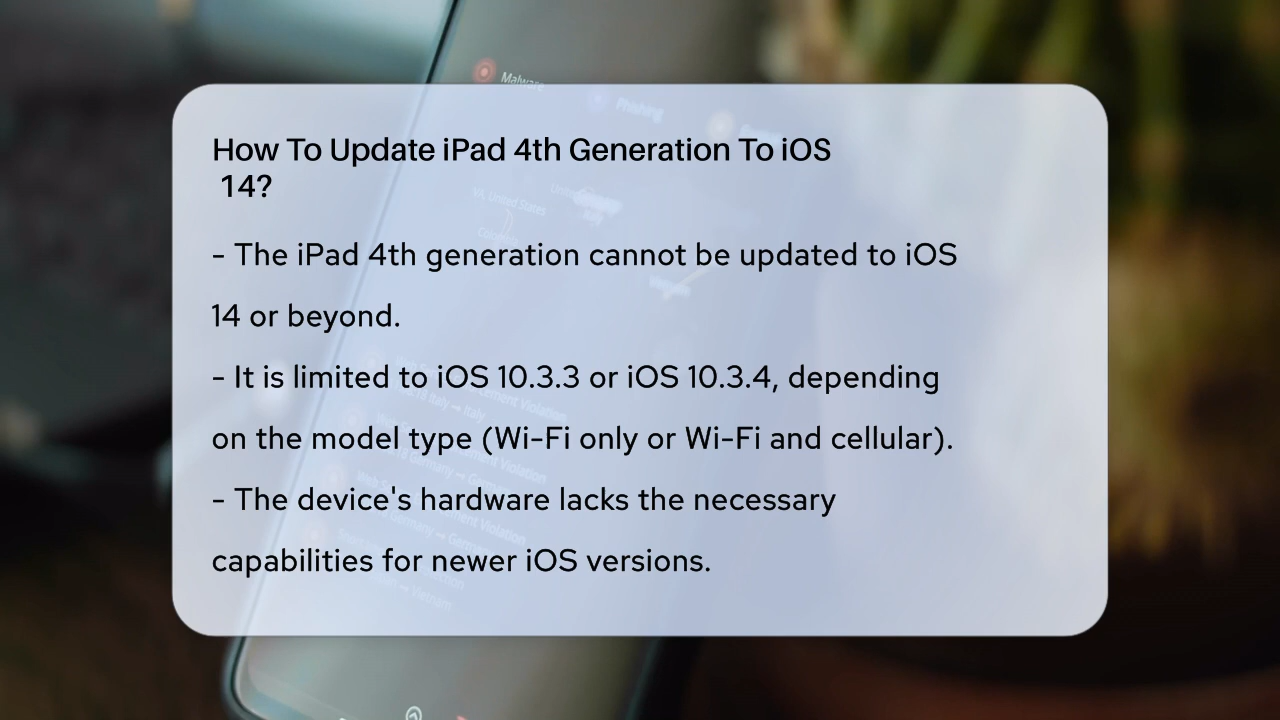 Malware
Phishing
How To Update iPad 4th Generation To iOS
14?
- The iPad 4th generation cannot be updated to iOS
14 or beyond.
- It is limited to iOS 10.3.3 or iOS 10.3.4, depending
on the model type (Wi-Fi only or Wi-Fi and cellular).
- The device's hardware lacks the necessary
capabilities for newer iOS versions.